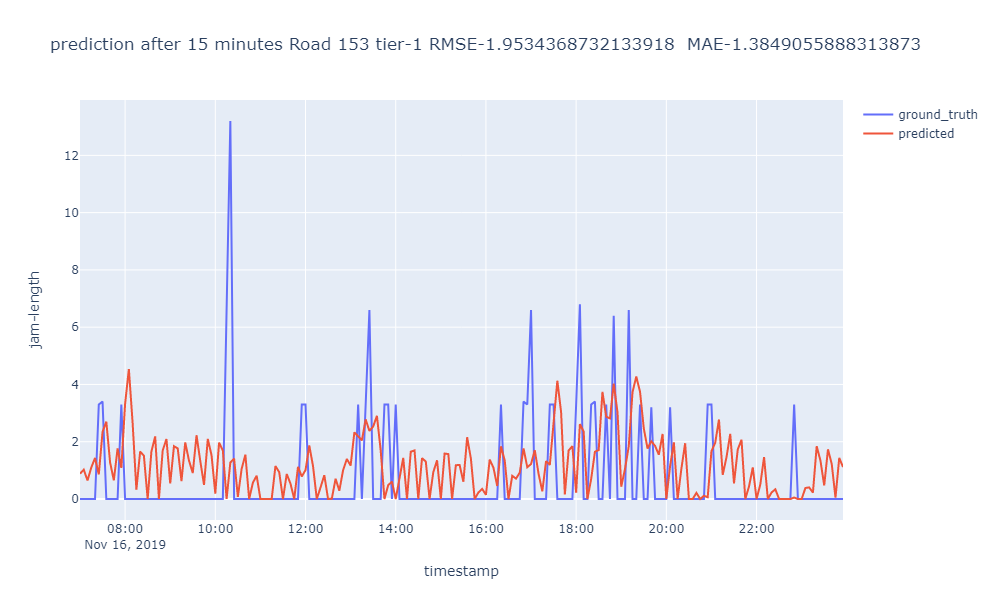 prediction after 15 minutes Road 153 tier-1 RMSE-1.9534368732133918  MAE-1.3849055888313873
ground_truth
predicted
12
10
8
6
4
2
0
jam-length
08:00
10:00
12:00
14:00
16:00
18:00
20:00
22:00
Nov 16, 2019
timestamp